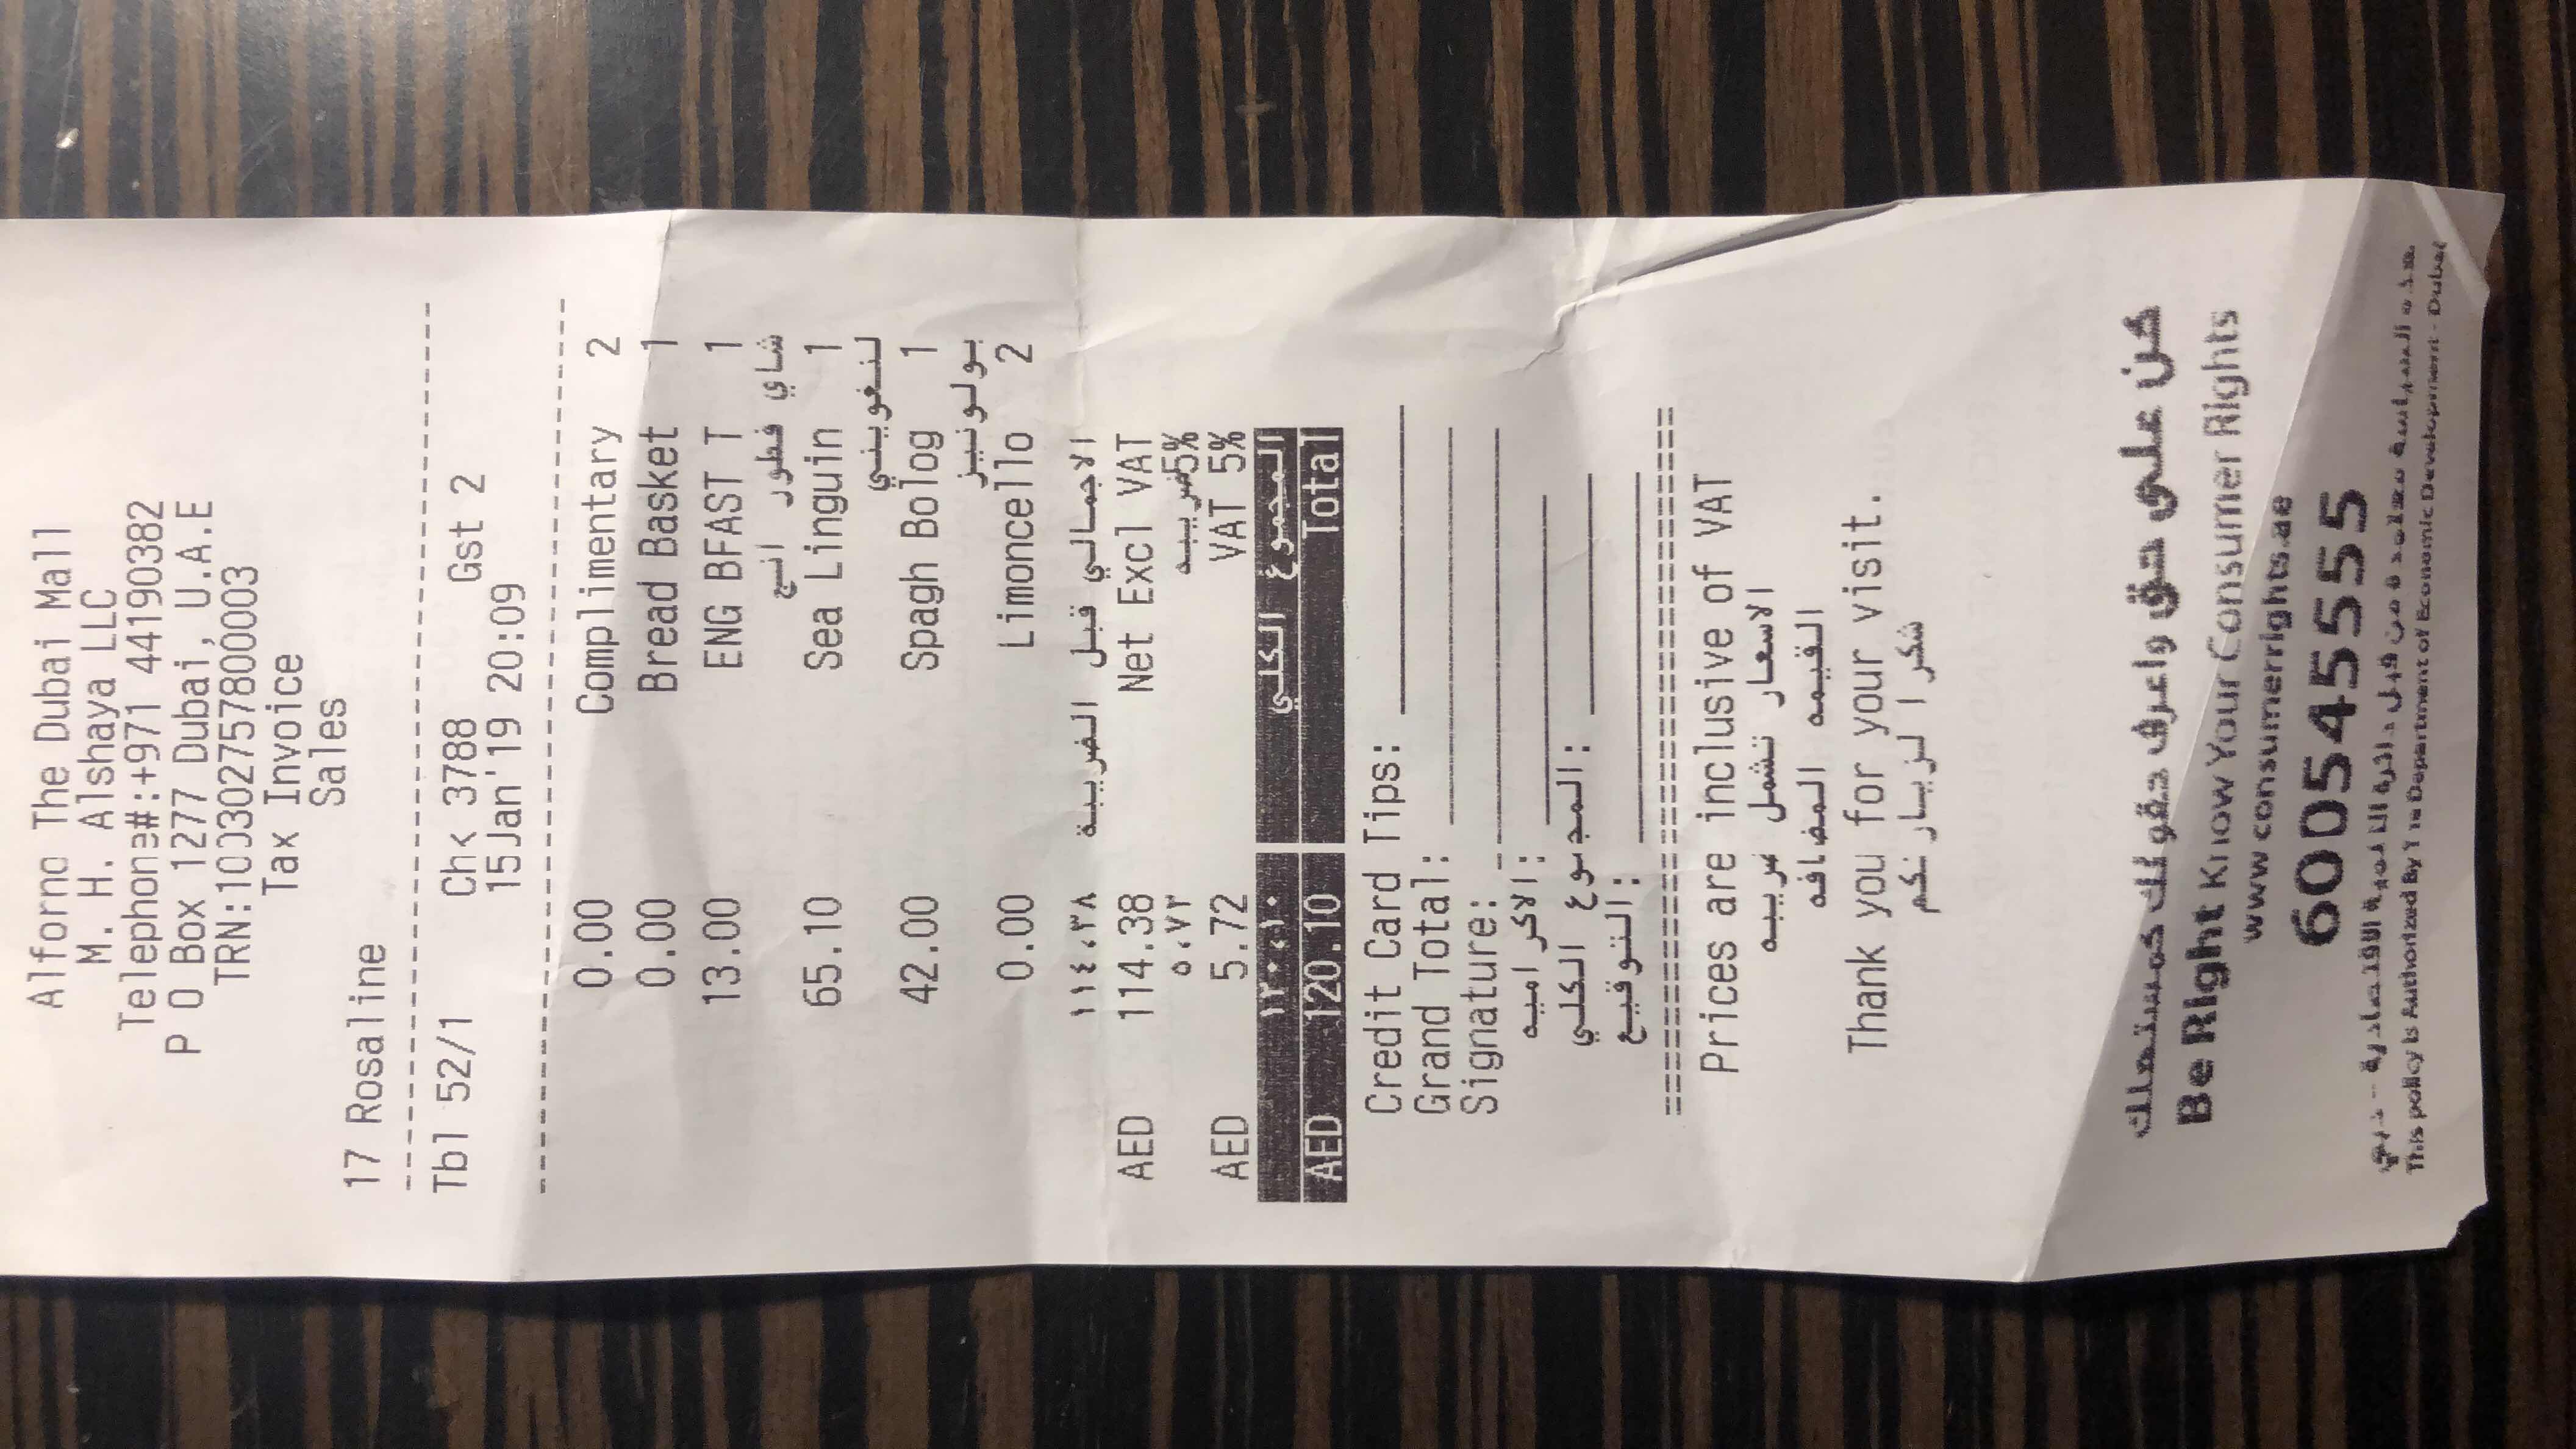 Alforno The Dubai Mall
M. H. Alshaya LLC
Telephone#:+971 44190382
P O Box 1277 Dubai, U.A.E
TRN:100302757800003
Tax Invoice
Sales
17 Rosaline
Tbl 52/1 Chk 3788 Gst 2
15Jan'19 20:09
0.00 Complimentary 2
0.00 Bread Basket 1
13.00 ENG BFAST T 1
شاي فطور انج
65.10 Sea Linguin 1
لنغويني
42.00 Spagh Bolog 1
بولونيز
0.00 Limoncello 2
الاجمالي قبل الضريبة ١١٤،٣٨
AED 114.38 Net Excl VAT
5%ضريبه ٥،٧٢
AED 5.72 VAT 5%
المجموع الكلي ١٢٠،١٠
AED 120.10 Total
Credit Card Tips:
Grand Total:
Signature:
الاكراميه:
المجموع الكلي:
التوقيع:
Prices are inclusive of VAT
الاسعار تشمل ضريبه
القيمه المضافه
Thank you for your visit.
شكرا لزيارتكم
كن على حق واعرف حقوقك كمستهلك
Be Right Know Your Consumer Rights
www.consumerrights.ae
600545555
هذه السياسة معتمدة من قبل دائرة التنمية الاقتصادية - دبي
This policy is Authorized By The Department of Economic Development - Dubai